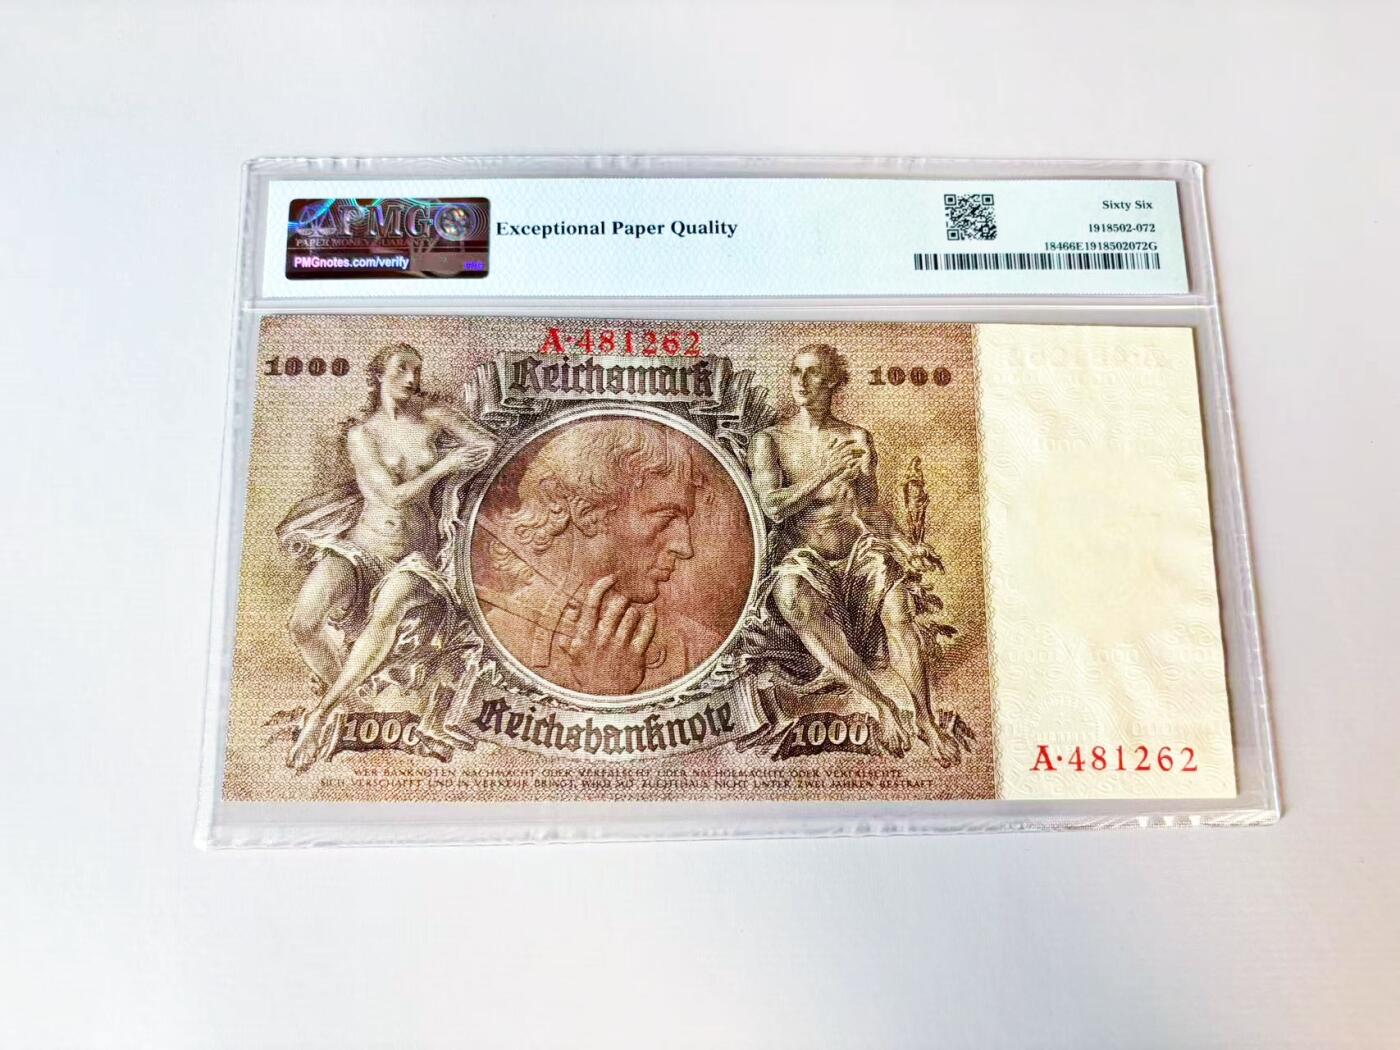 PMG
PAPER MONEY GUARANTY
PMGnotes.com/verify
Exceptional Paper Quality
Sixty Six
1918502-072
18466E1918502072G
A·481262
1000
Reichsmark
1000
1000
Reichsbanknote
1000
A·481262
WER BANKNOTEN NACHMACHT ODER VERFÄLSCHT ODER NACHGEMACHTE ODER VERFÄLSCHTE
SICH VERSCHAFFT UND IN VERKEHR BRINGT, WIRD MIT ZUCHTHAUS NICHT UNTER ZWEI JAHREN BESTRAFT